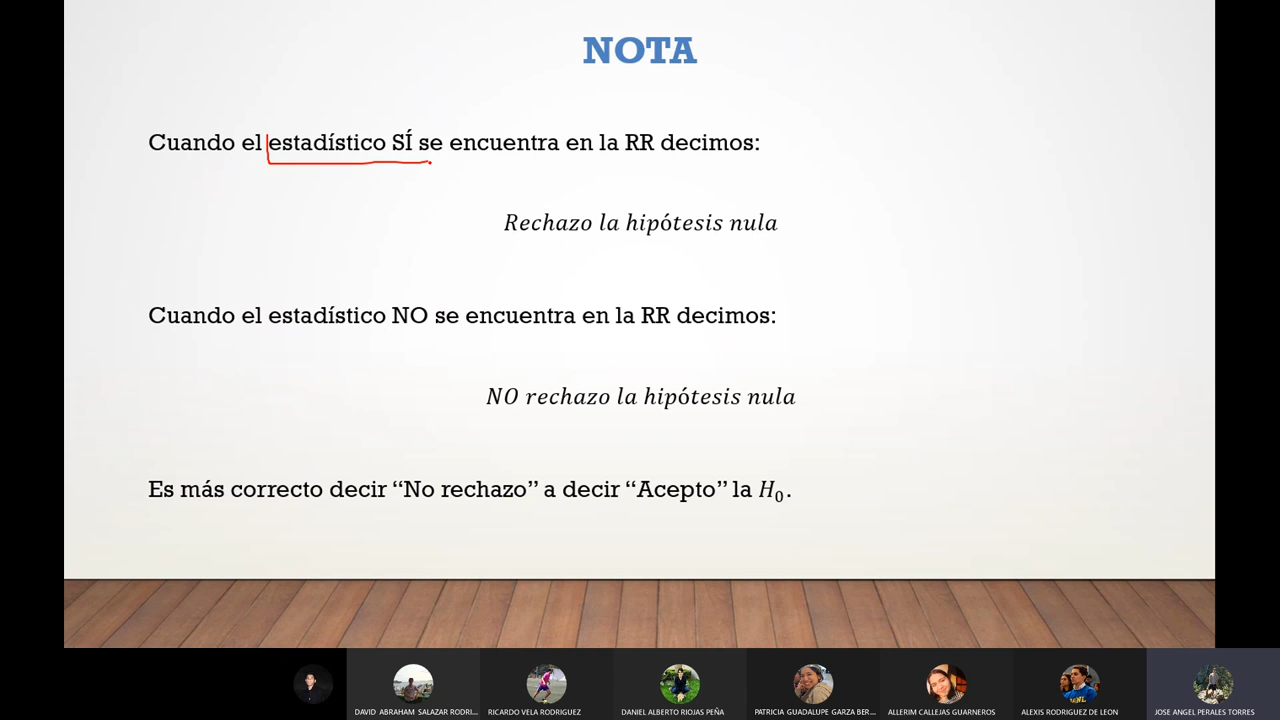 NOTA
Cuando el estadístico SÍ se encuentra en la RR decimos:
Rechazo la hipótesis nula
Cuando el estadístico NO se encuentra en la RR decimos:
NO rechazo la hipótesis nula
Es más correcto decir “No rechazo” a decir “Acepto” la H₀.
DAVID ABRAHAM SALAZAR RODRI... RICARDO VELA RODRIGUEZ DANIEL ALBERTO RIOJAS PEÑA PATRICIA GUADALUPE GARZA BER... ALLERIM CALLEJAS GUARNEROS ALEXIS RODRIGUEZ DE LEON JOSE ANGEL PERALES TORRES